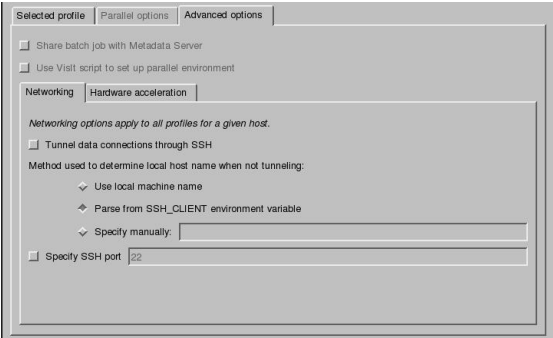 Selected profile Parallel options Advanced options
Share batch job with Metadata Server
Use VisIt script to set up parallel environment
Networking Hardware acceleration
Networking options apply to all profiles for a given host.
Tunnel data connections through SSH
Method used to determine local host name when not tunneling:
Use local machine name
Parse from SSH_CLIENT environment variable
Specify manually:
Specify SSH port 22